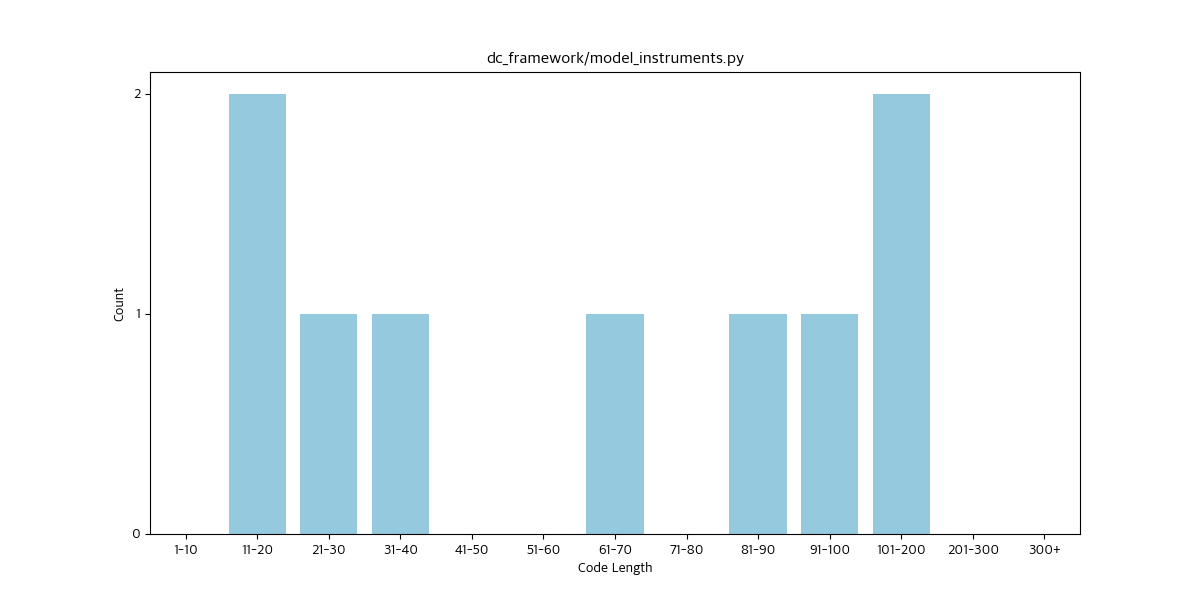 dc_framework/model_instruments.py
Count
2
1
0
1-10 11-20 21-30 31-40 41-50 51-60 61-70 71-80 81-90 91-100 101-200 201-300 300+
Code Length